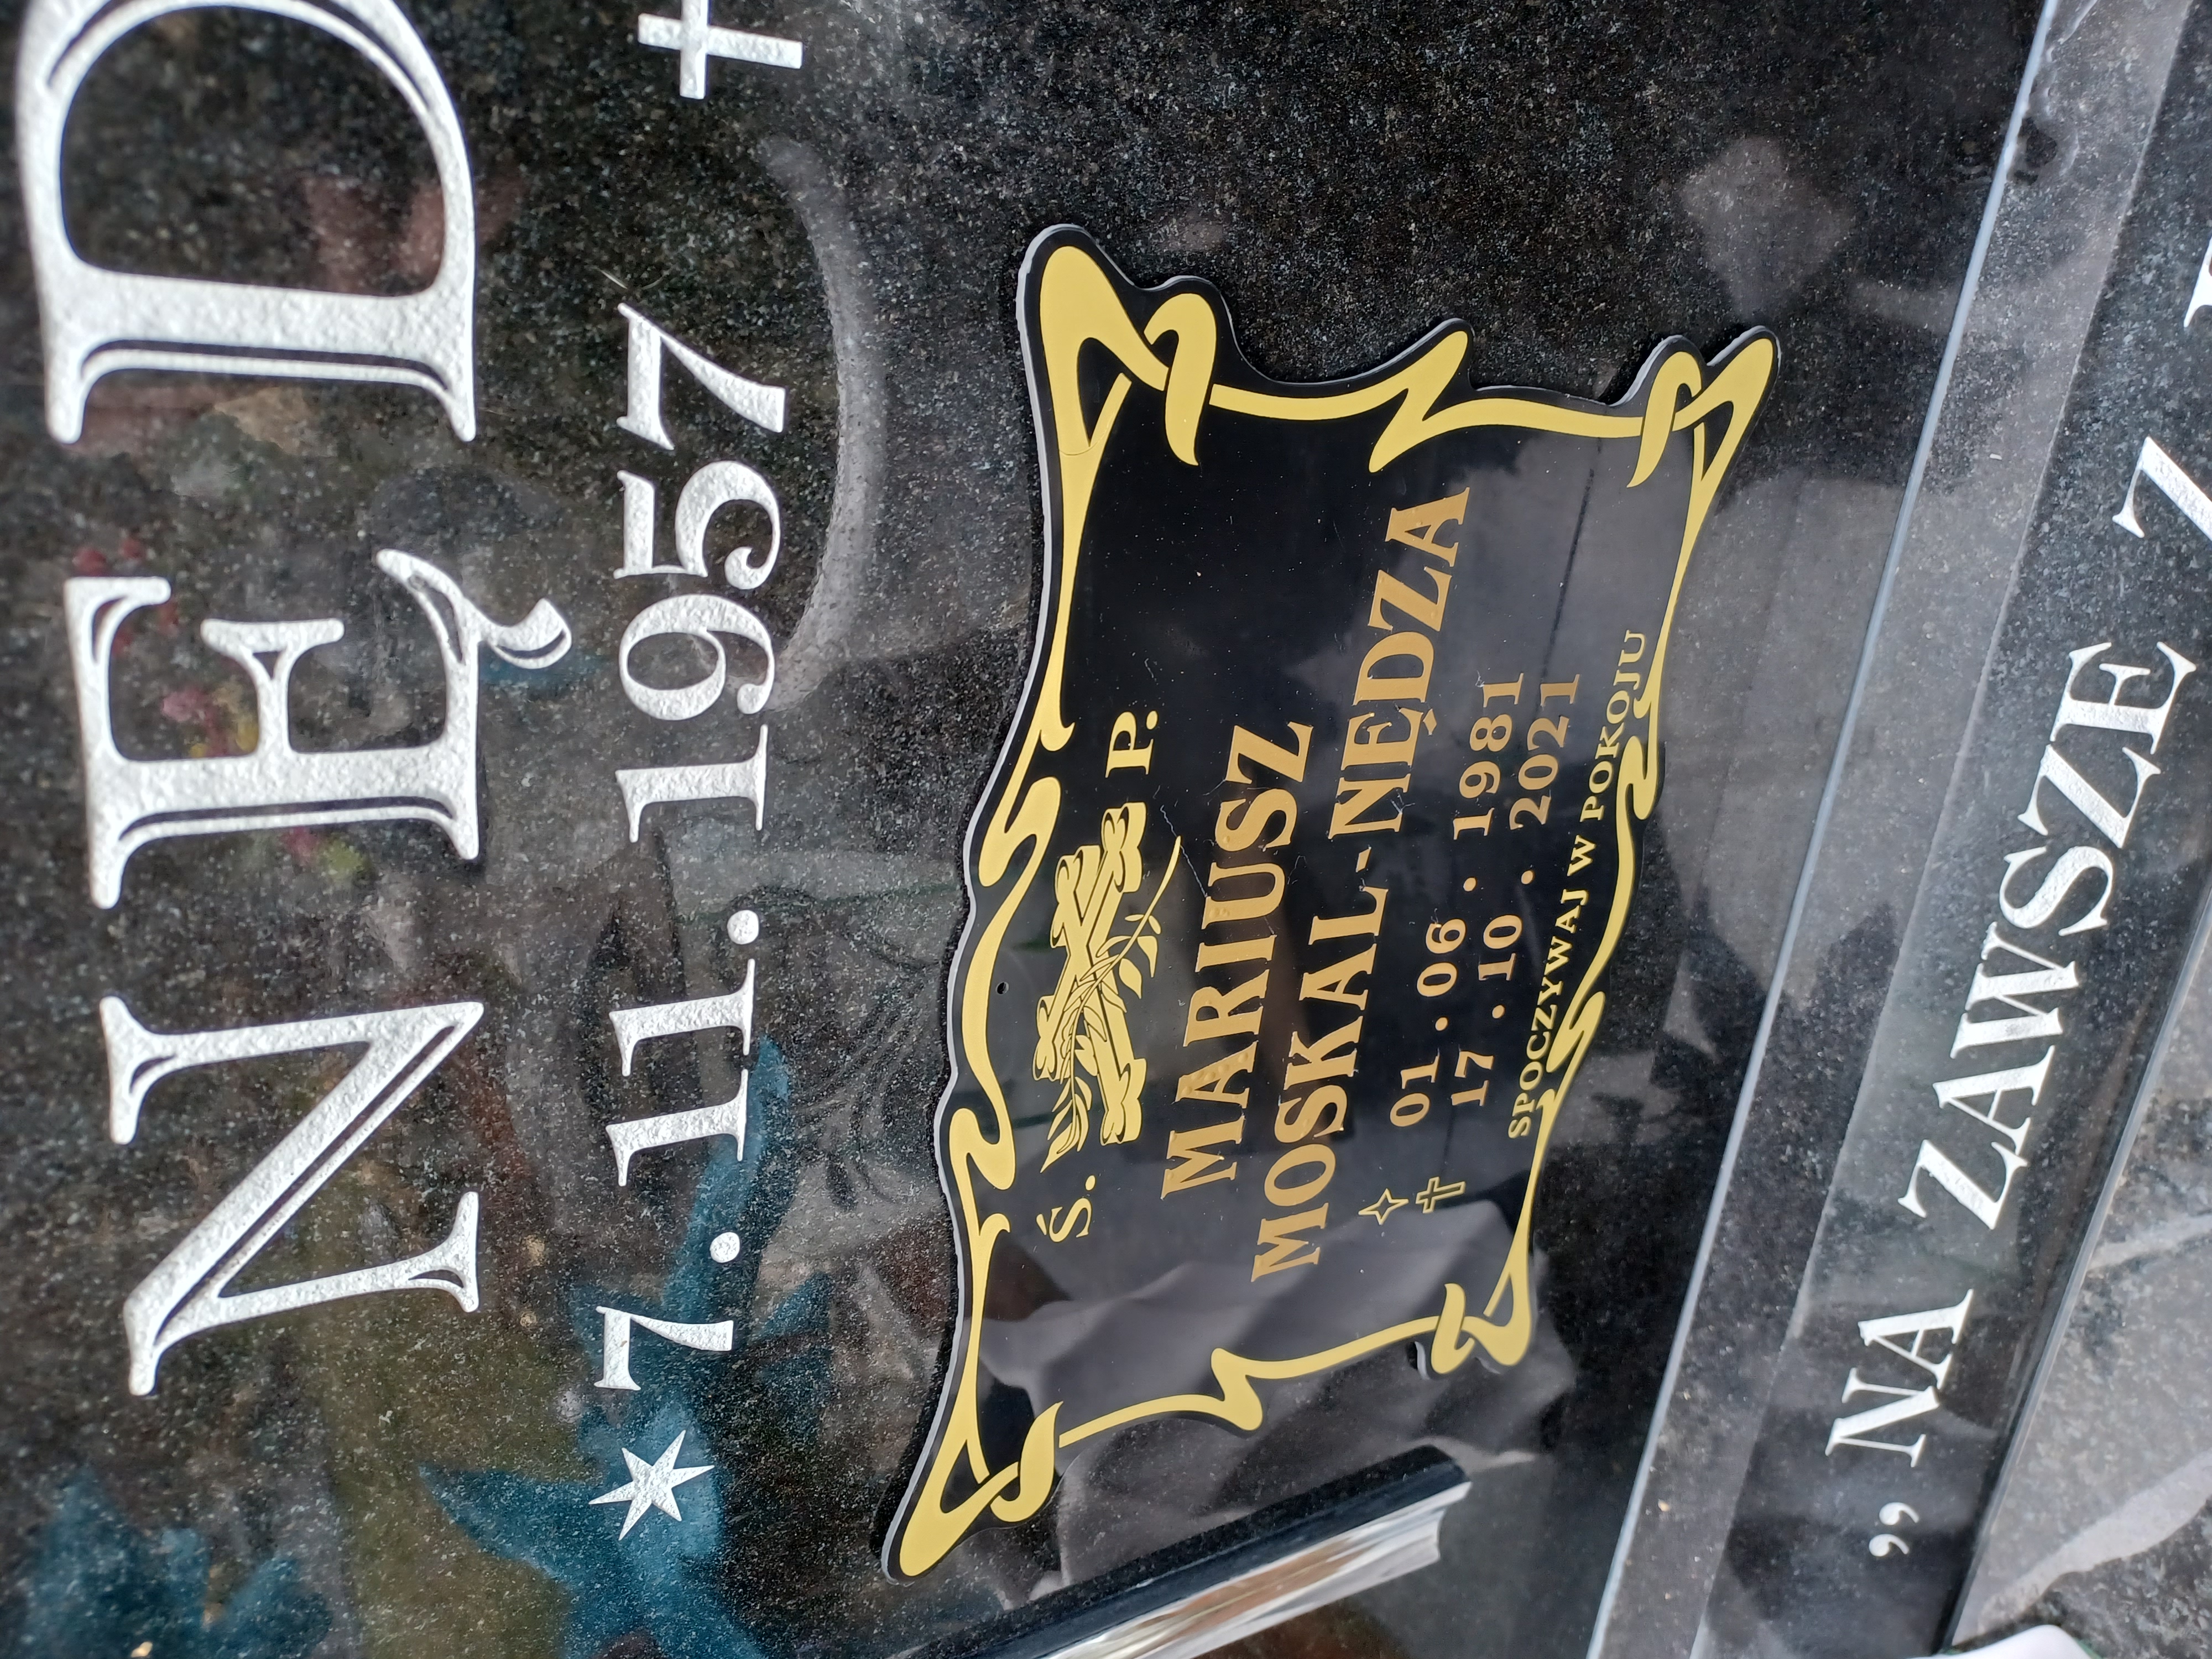 NĘD
*7.11.1957 +
Ś. P.
MARIUSZ
MOSKAL-NĘDZA
01.06.1981
17.10.2021
SPOCZYWAJ W POKOJU
„NA ZAWSZE Z